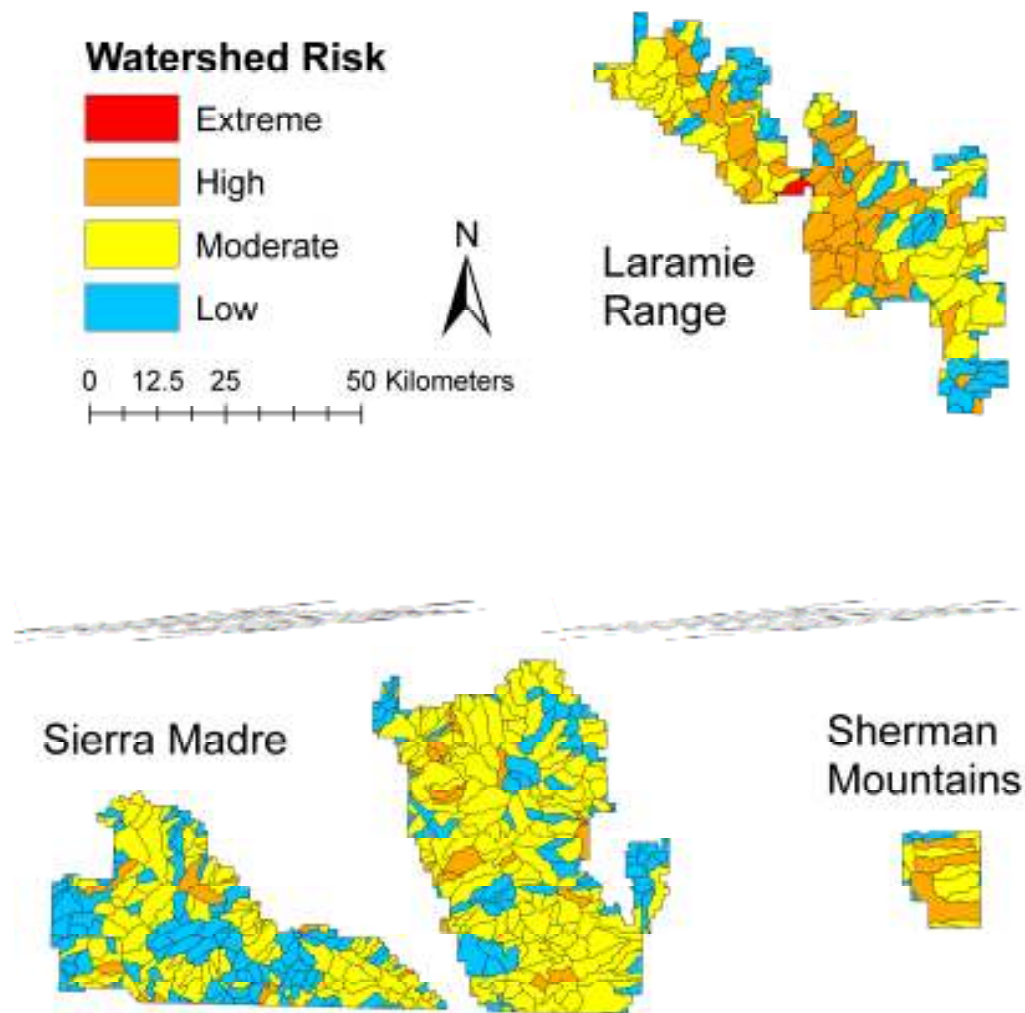 Watershed Risk
Extreme
High
Moderate
Low
N
0 12.5 25 50 Kilometers
Laramie
Range
Sierra Madre
Sherman
Mountains